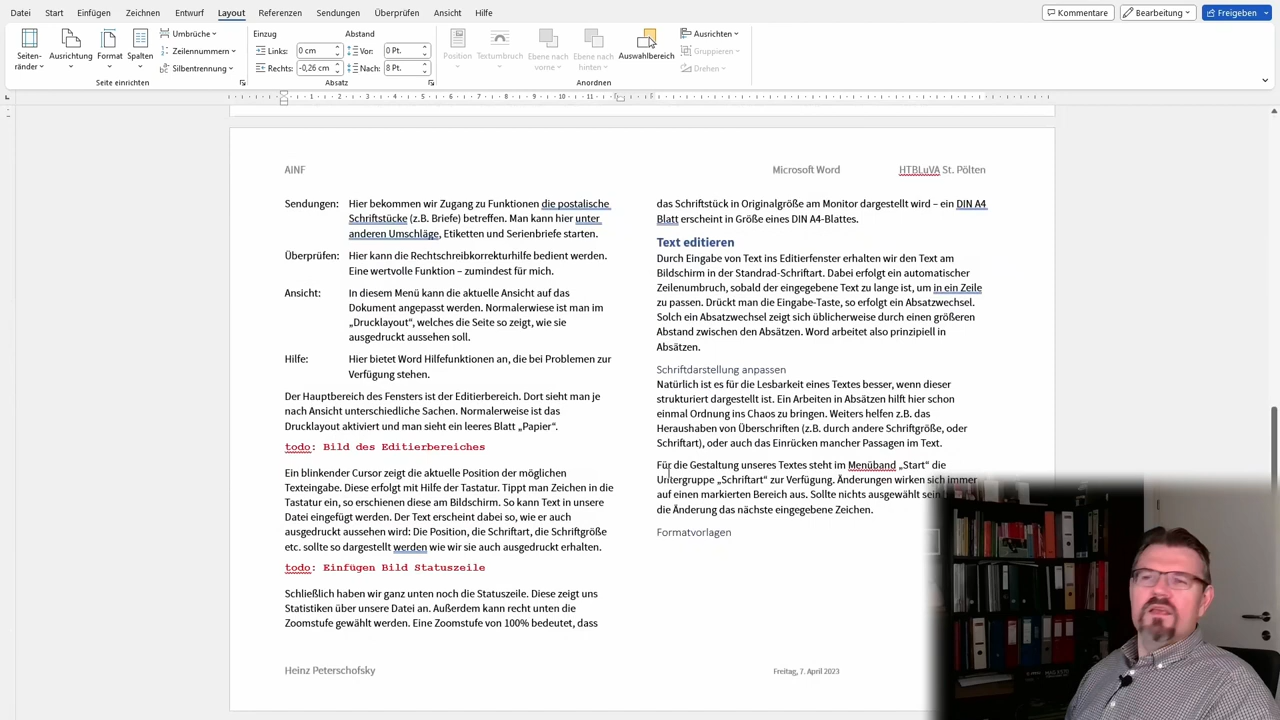 Datei Start Einfügen Zeichnen Entwurf Layout Referenzen Sendungen Überprüfen Ansicht Hilfe Kommentare Bearbeitung Freigeben
Seiten-
ränder
Ausrichtung
Format
Spalten
Umbrüche
Zeilennummern
Silbentrennung
Seite einrichten
Einzug
Links: 0 cm
Rechts: -0,26 cm
Abstand
Vor: 0 Pt.
Nach: 8 Pt.
Absatz
Position
Textumbruch
Ebene nach
vorne
Ebene nach
hinten
Auswahlbereich
Ausrichten
Gruppieren
Drehen
Anordnen
1 2 3 4 5 6 7 8 9 10 11
AINF Microsoft Word HTBLuVA St. Pölten
Sendungen: Hier bekommen wir Zugang zu Funktionen die postalische
Schriftstücke (z.B. Briefe) betreffen. Man kann hier unter
anderen Umschläge, Etiketten und Serienbriefe starten.
Überprüfen: Hier kann die Rechtschreibkorrekturhilfe bedient werden.
Eine wertvolle Funktion – zumindest für mich.
Ansicht: In diesem Menü kann die aktuelle Ansicht auf das
Dokument angepasst werden. Normalerwiese ist man im
„Drucklayout“, welches die Seite so zeigt, wie sie
ausgedruckt aussehen soll.
Hilfe: Hier bietet Word Hilfefunktionen an, die bei Problemen zur
Verfügung stehen.
Der Hauptbereich des Fensters ist der Editierbereich. Dort sieht man je
nach Ansicht unterschiedliche Sachen. Normalerweise ist das
Drucklayout aktiviert und man sieht ein leeres Blatt „Papier“.
todo: Bild des Editierbereiches
Ein blinkender Cursor zeigt die aktuelle Position der möglichen
Texteingabe. Diese erfolgt mit Hilfe der Tastatur. Tippt man Zeichen in die
Tastatur ein, so erschienen diese am Bildschirm. So kann Text in unsere
Datei eingefügt werden. Der Text erscheint dabei so, wie er auch
ausgedruckt aussehen wird: Die Position, die Schriftart, die Schriftgröße
etc. sollte so dargestellt werden wie wir sie auch ausgedruckt erhalten.
todo: Einfügen Bild Statuszeile
Schließlich haben wir ganz unten noch die Statuszeile. Diese zeigt uns
Statistiken über unsere Datei an. Außerdem kann recht unten die
Zoomstufe gewählt werden. Eine Zoomstufe von 100% bedeutet, dass
das Schriftstück in Originalgröße am Monitor dargestellt wird – ein DIN A4
Blatt erscheint in Größe eines DIN A4-Blattes.
Text editieren
Durch Eingabe von Text ins Editierfenster erhalten wir den Text am
Bildschirm in der Standrad-Schriftart. Dabei erfolgt ein automatischer
Zeilenumbruch, sobald der eingegebene Text zu lange ist, um in ein Zeile
zu passen. Drückt man die Eingabe-Taste, so erfolgt ein Absatzwechsel.
Solch ein Absatzwechsel zeigt sich üblicherweise durch einen größeren
Abstand zwischen den Absätzen. Word arbeitet also prinzipiell in
Absätzen.
Schriftdarstellung anpassen
Natürlich ist es für die Lesbarkeit eines Textes besser, wenn dieser
strukturiert dargestellt ist. Ein Arbeiten in Absätzen hilft hier schon
einmal Ordnung ins Chaos zu bringen. Weiters helfen z.B. das
Heraushaben von Überschriften (z.B. durch andere Schriftgröße, oder
Schriftart), oder auch das Einrücken mancher Passagen im Text.
Für die Gestaltung unseres Textes steht im Menüband „Start“ die
Untergruppe „Schriftart“ zur Verfügung. Änderungen wirken sich immer
auf einen markierten Bereich aus. Sollte nichts ausgewählt sein
die Änderung das nächste eingegebene Zeichen.
Formatvorlagen
Heinz Peterschofsky Freitag, 7. April 2023